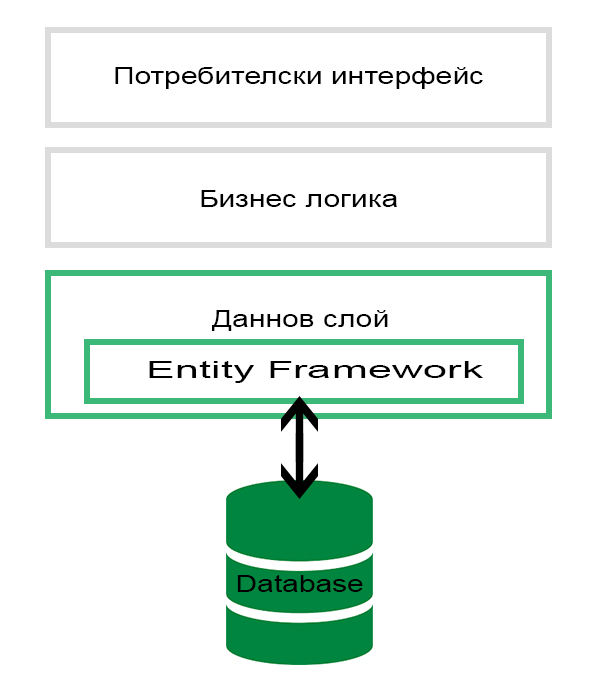 Потребителски интерфейс
Бизнес логика
Даннов слой
Entity Framework
Database